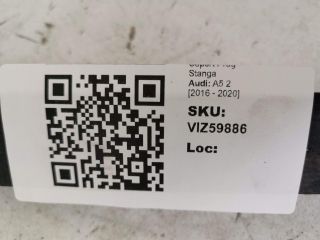 Stanga
Audi: A5 2
[2016 - 2020]
SKU:
VIZ59886
Loc: